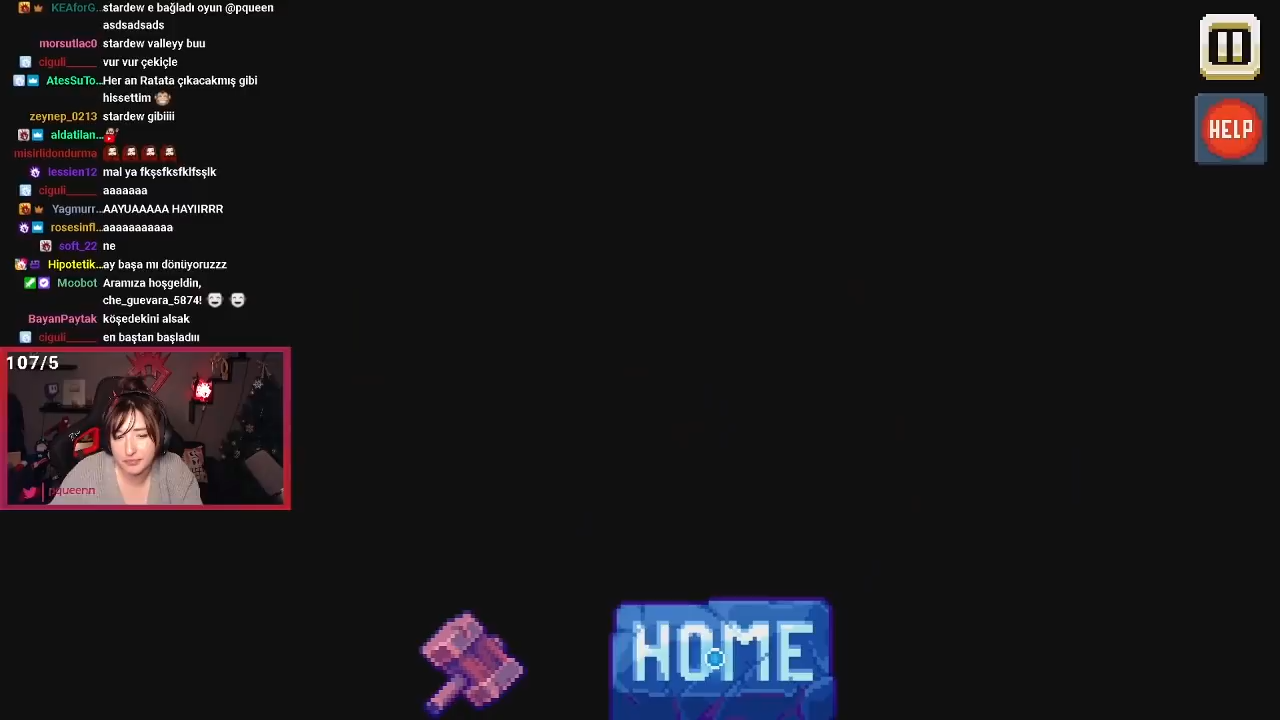 KEAforG... stardew e bağladı oyun @pqueen
asdsadsads
morsutlac0 stardew valleyy buu
ciguli_____ vur vur çekiçle
AtesSuTo... Her an Ratata çıkacakmış gibi
hissettim
zeynep_0213 stardew gibiiii
aldatilan...
misirlidondurma
lessien12 mal ya fkşsfksfklfsşlk
ciguli_____ aaaaaaa
Yagmurr... AAYUAAAAA HAYIIRRR
rosesinfl... aaaaaaaaaaa
soft_22 ne
Hipotetik... ay başa mı dönüyoruzzz
Moobot Aramıza hoşgeldin,
che_guevara_5874!
BayanPaytak köşedekini alsak
ciguli_____ en baştan başladııı
107/5
pqueenn
HELP
HOME